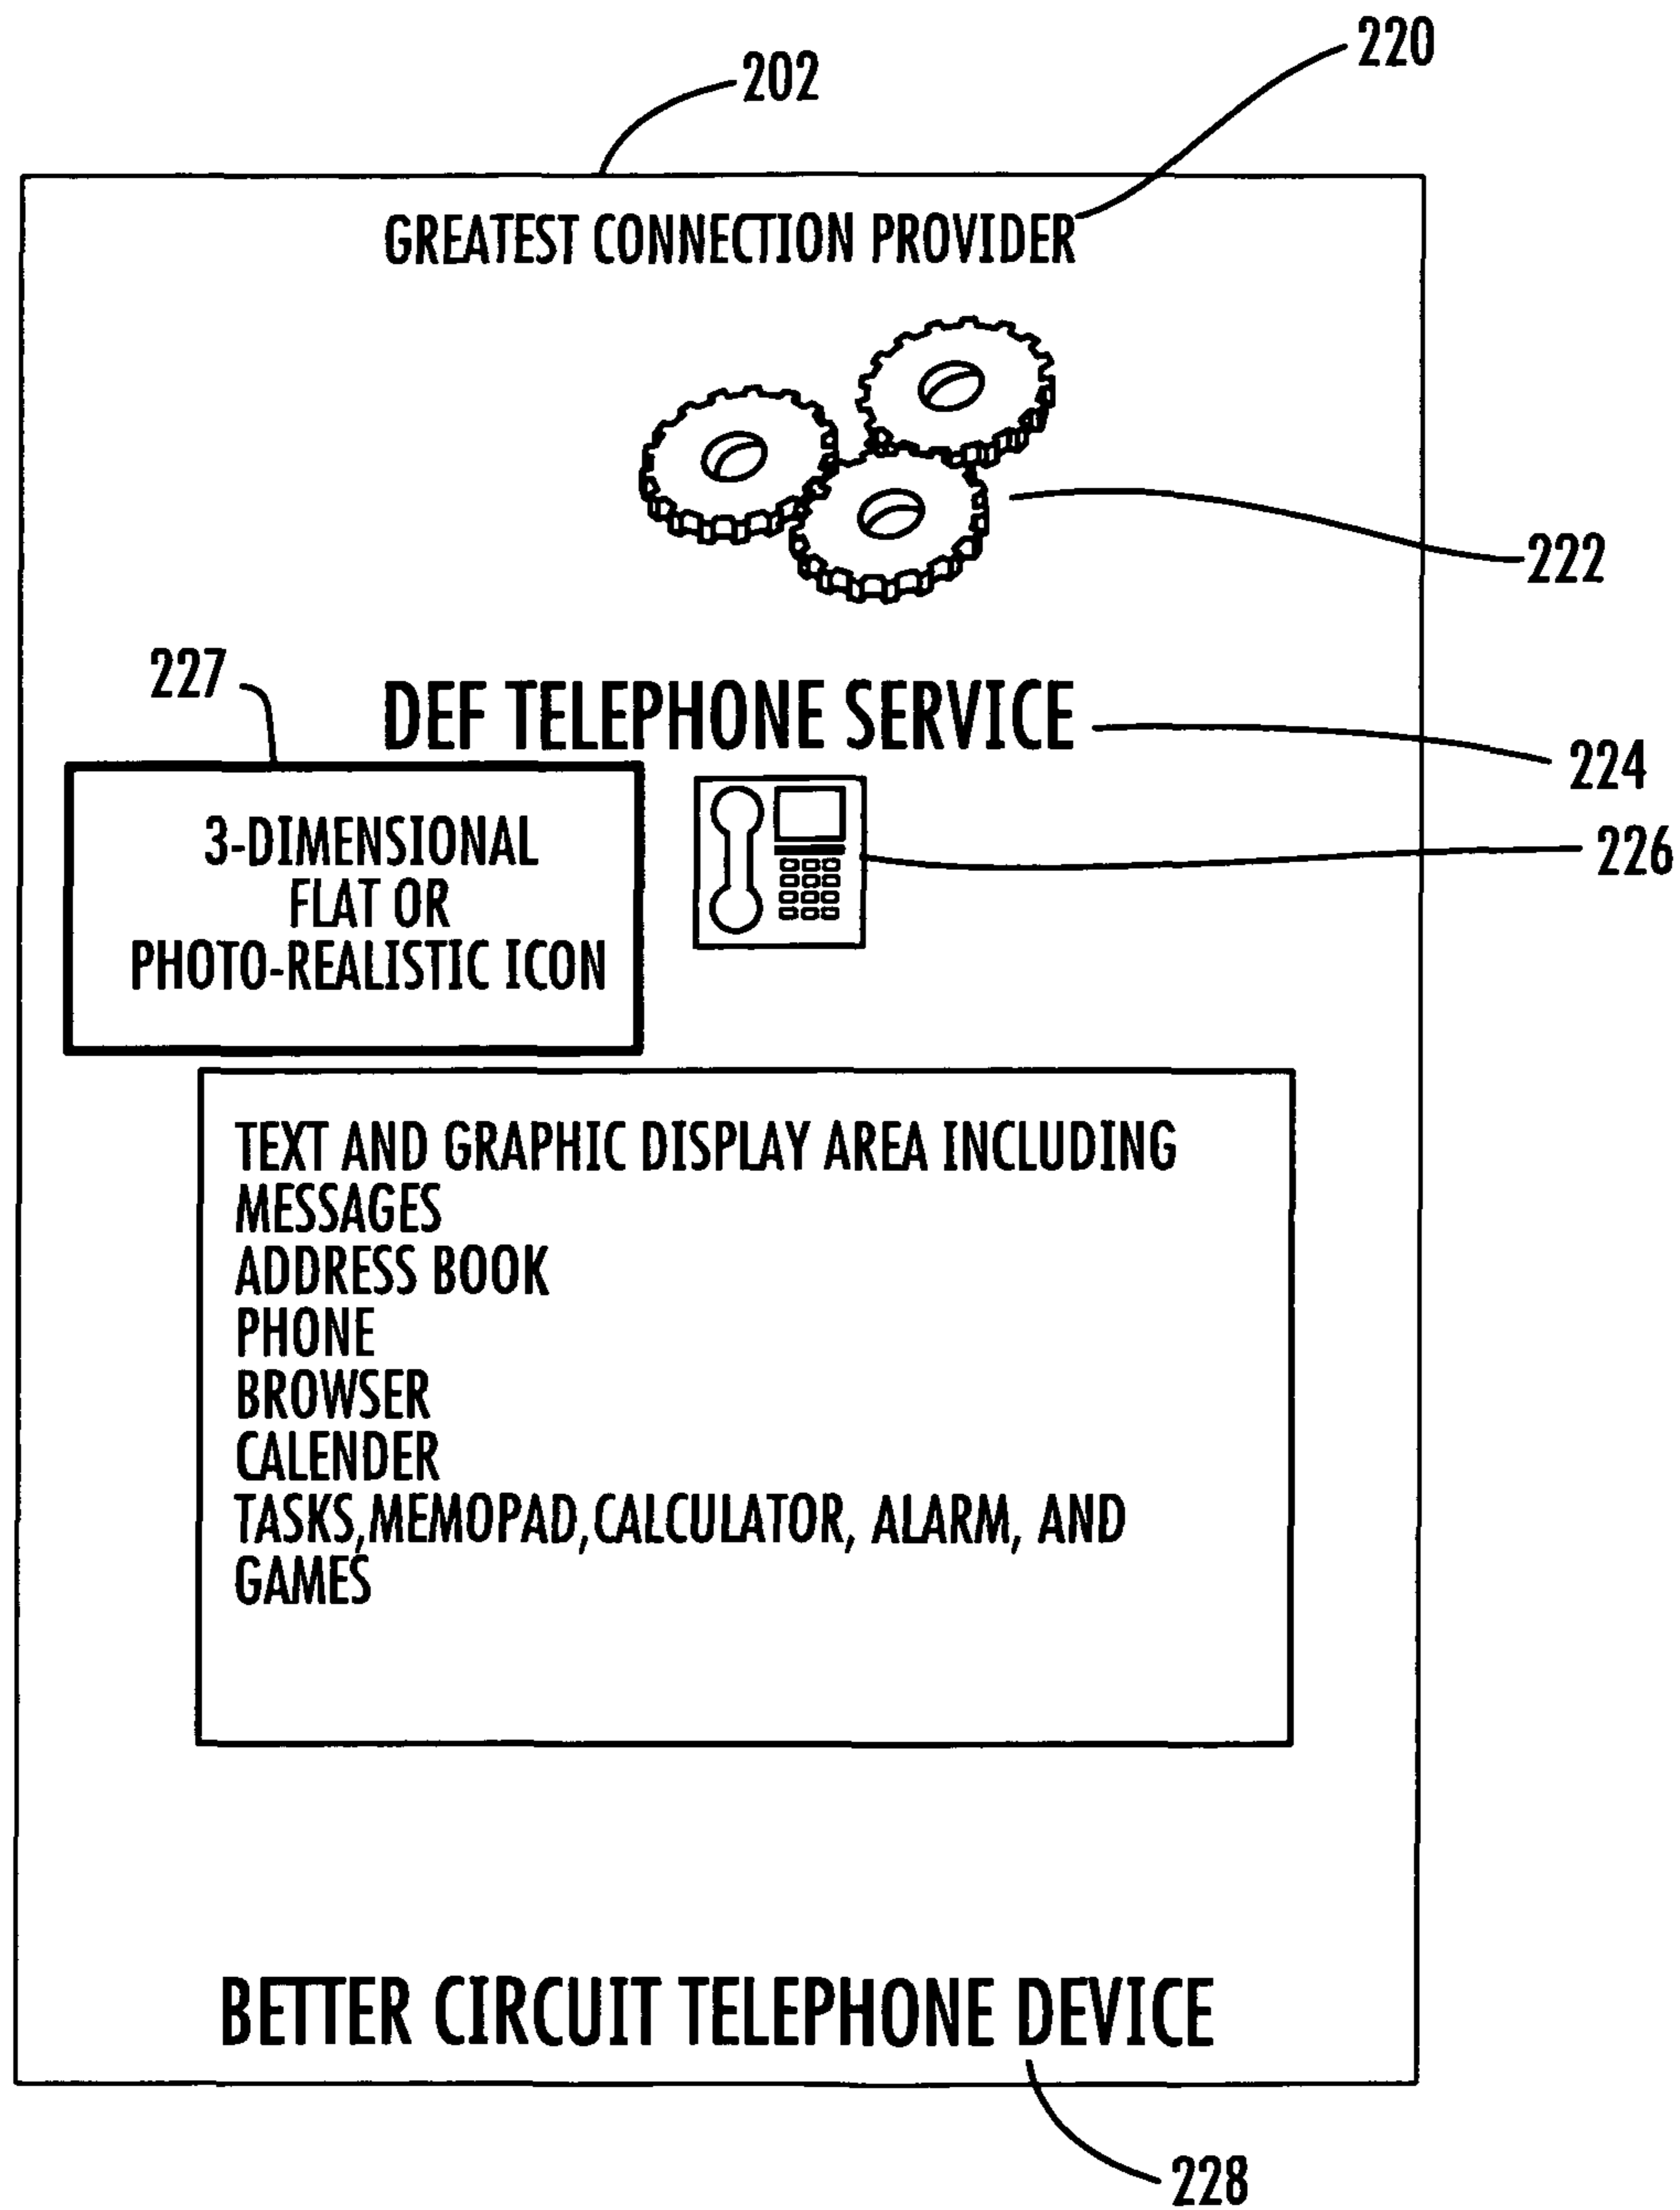 220
202
GREATEST CONNECTION PROVIDER
222
227
DEF TELEPHONE SERVICE
224
3-DIMENSIONAL
FLAT OR
PHOTO-REALISTIC ICON
226
TEXT AND GRAPHIC DISPLAY AREA INCLUDING
MESSAGES
ADDRESS BOOK
PHONE
BROWSER
CALENDER
TASKS,MEMOPAD,CALCULATOR, ALARM, AND
GAMES
BETTER CIRCUIT TELEPHONE DEVICE
228